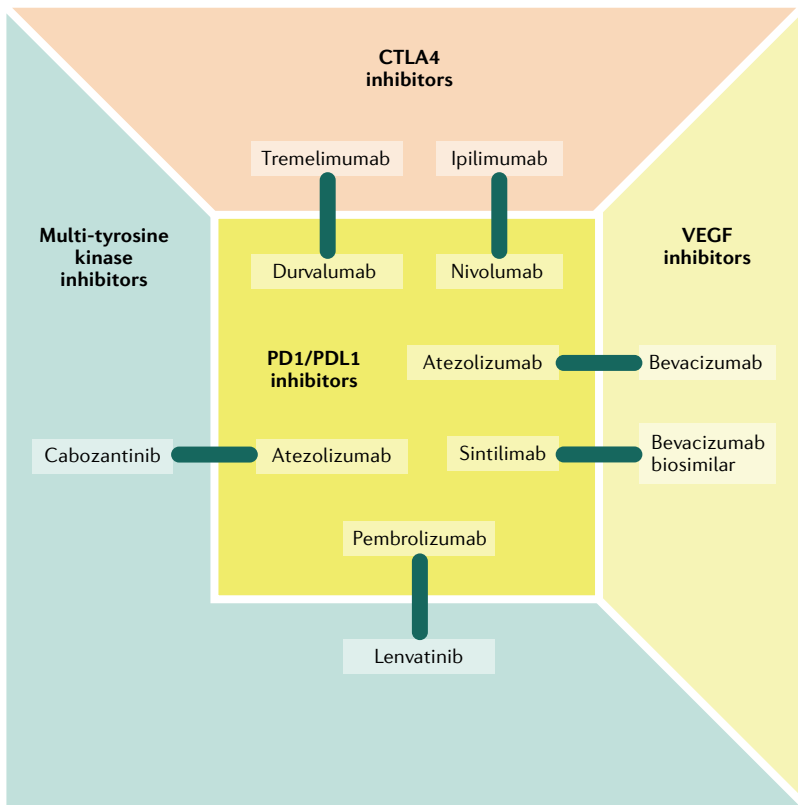 CTLA4
inhibitors
Tremelimumab
Ipilimumab
Multi-tyrosine
kinase
inhibitors
VEGF
inhibitors
Durvalumab
Nivolumab
PD1/PDL1
inhibitors
Atezolizumab
Bevacizumab
Cabozantinib
Atezolizumab
Sintilimab
Bevacizumab
biosimilar
Pembrolizumab
Lenvatinib